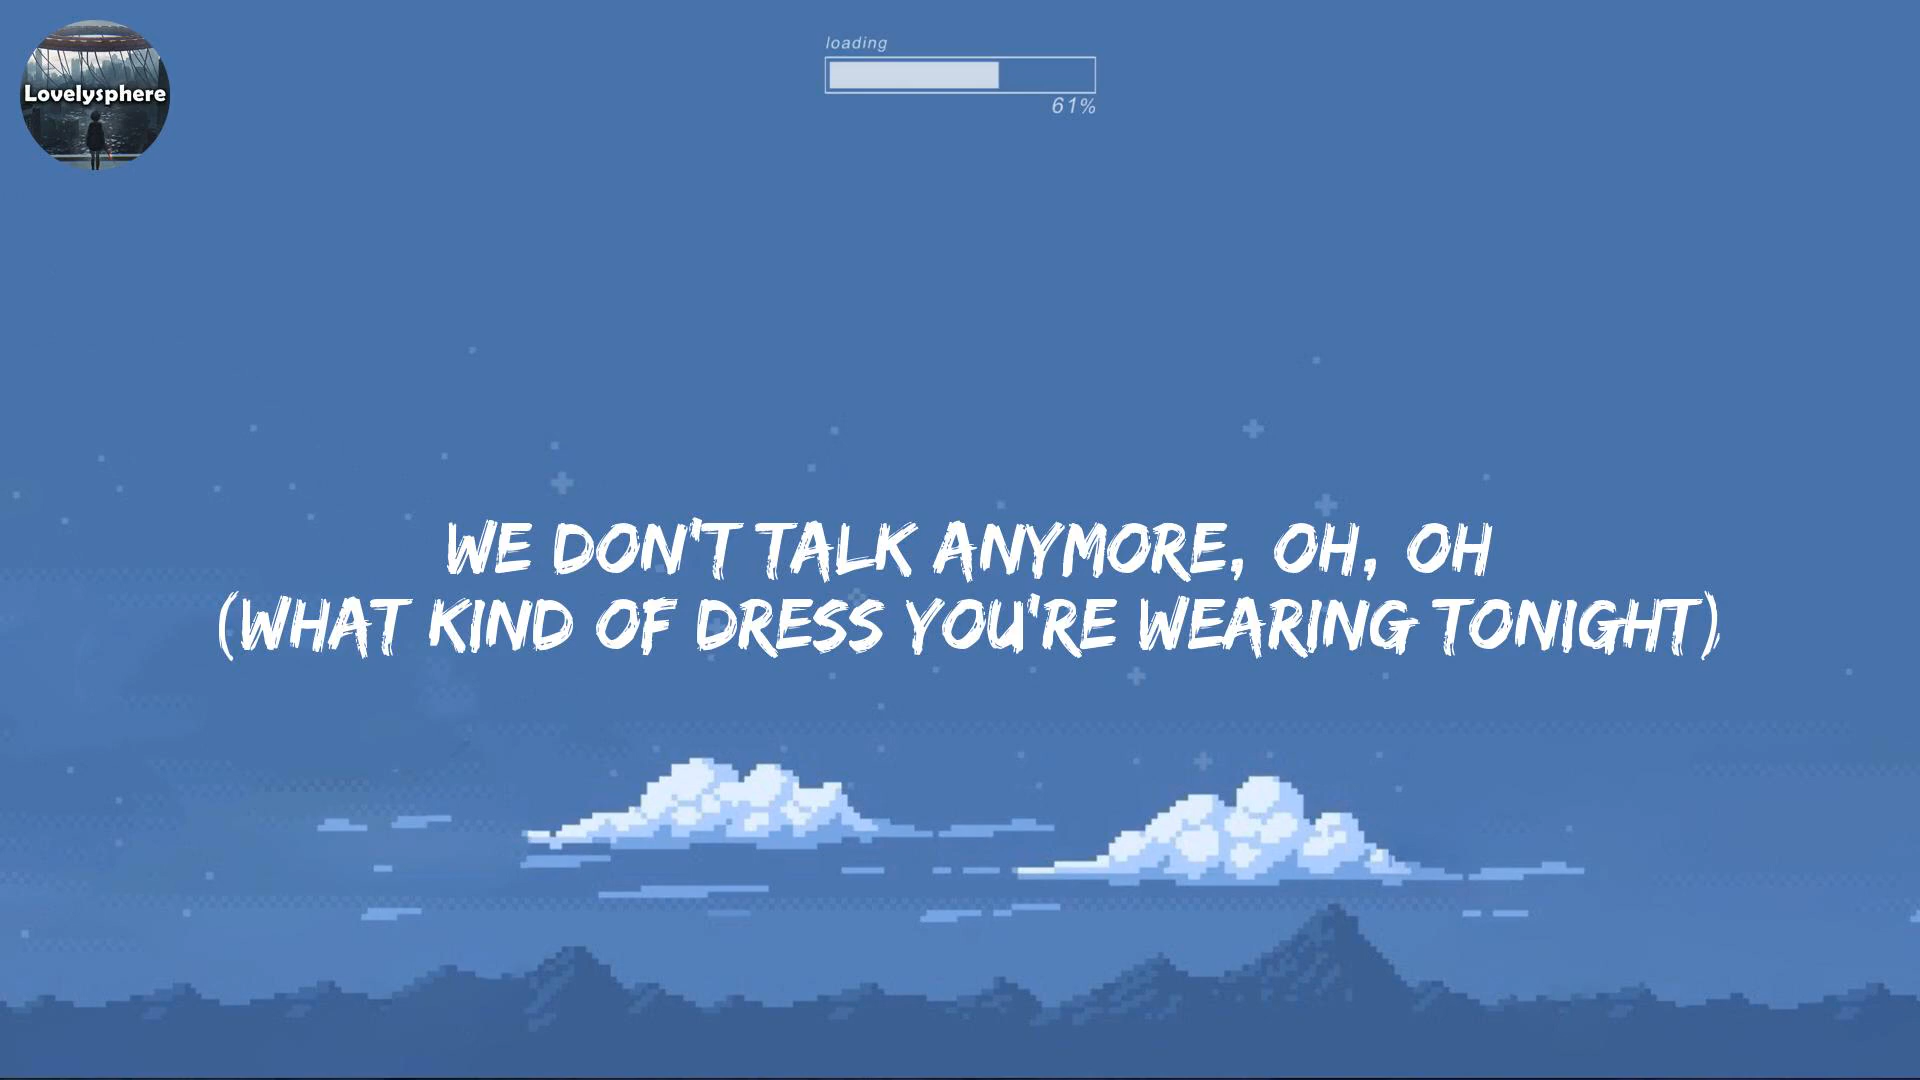 Lovelysphere
loading
61%
WE DON'T TALK ANYMORE, OH, OH
(WHAT KIND OF DRESS YOU'RE WEARING TONIGHT)